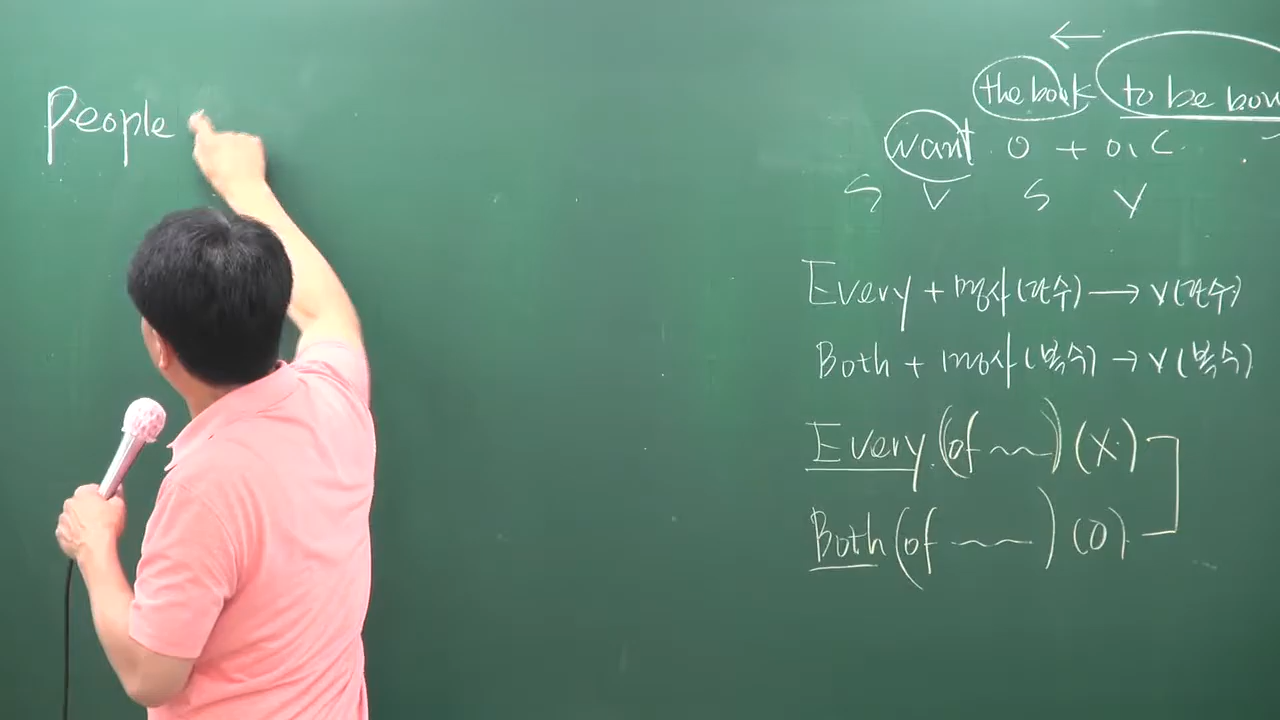 People
←
the book to be bou
want O + O.C.
S V S V
Every + 명사(단수) → V(단수)
Both + 명사(복수) → V(복수)
Every (of ~~) (X)
Both (of ~~) (O)